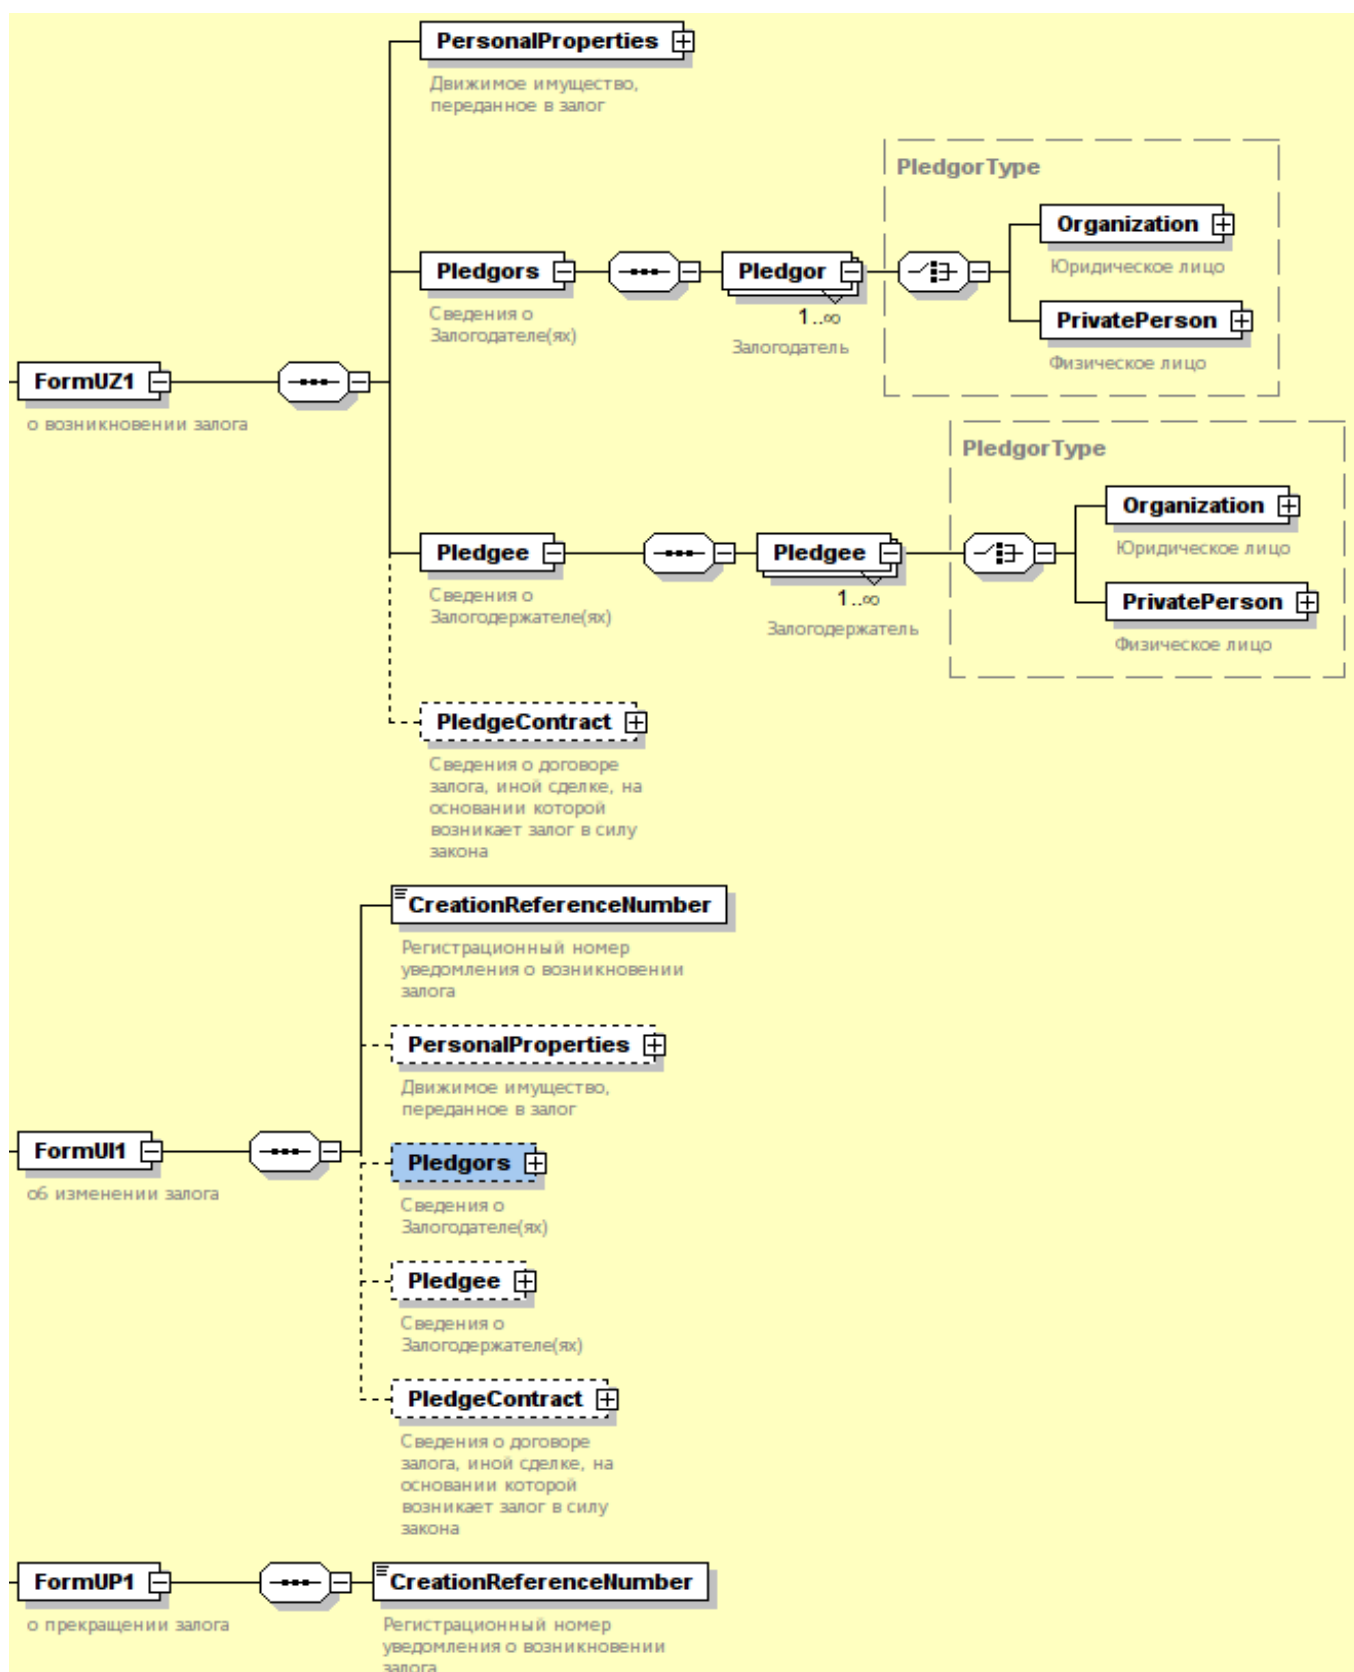 PersonalProperties
Движимое имущество,
переданное в залог
PledgorType
Organization
Юридическое лицо
Pledgors
Pledgor
1..∞
Сведения о
Залогодателе(ях)
Залогодатель
PrivatePerson
Физическое лицо
FormUZ1
о возникновении залога
PledgorType
Organization
Юридическое лицо
Pledgee
Pledgee
1..∞
Сведения о
Залогодержателе(ях)
Залогодержатель
PrivatePerson
Физическое лицо
PledgeContract
Сведения о договоре
залога, иной сделке, на
основании которой
возникает залог в силу
закона
CreationReferenceNumber
Регистрационный номер
уведомления о возникновении
залога
PersonalProperties
Движимое имущество,
переданное в залог
FormUI1
об изменении залога
Pledgors
Сведения о
Залогодателе(ях)
Pledgee
Сведения о
Залогодержателе(ях)
PledgeContract
Сведения о договоре
залога, иной сделке, на
основании которой
возникает залог в силу
закона
FormUP1
о прекращении залога
CreationReferenceNumber
Регистрационный номер
уведомления о возникновении
залога